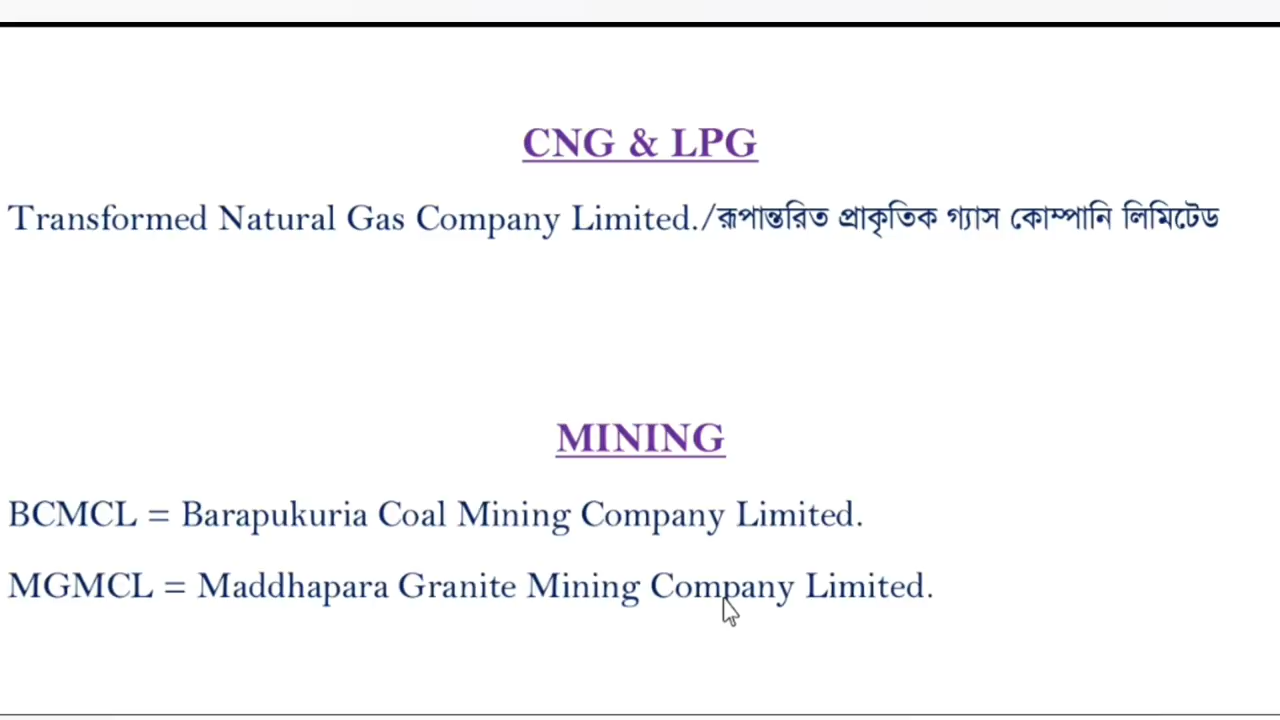 CNG & LPG
Transformed Natural Gas Company Limited./রূপান্তরিত প্রাকৃতিক গ্যাস কোম্পানি লিমিটেড
MINING
BCMCL = Barapukuria Coal Mining Company Limited.
MGMCL = Maddhapara Granite Mining Company Limited.